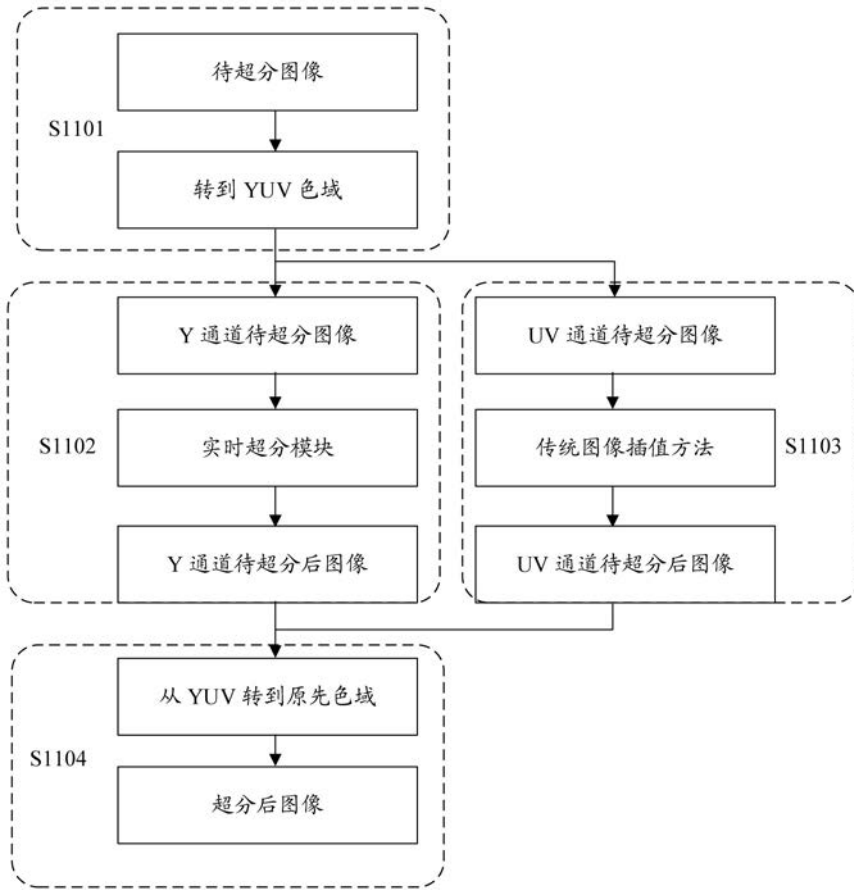 待超分图像
S1101
转到 YUV 色域
Y 通道待超分图像
UV 通道待超分图像
S1102
实时超分模块
传统图像插值方法
S1103
Y 通道待超分后图像
UV 通道待超分后图像
从 YUV 转到原先色域
S1104
超分后图像